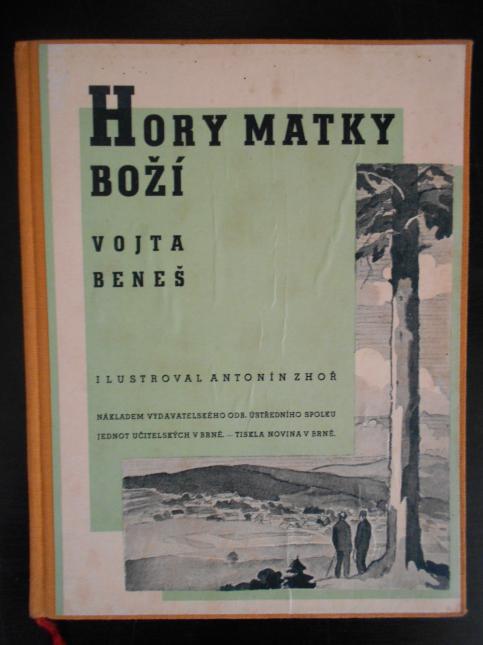 HORY MATKY
BOŽÍ
VOJTA
BENEŠ
ILUSTROVAL ANTONÍN ZHOŘ
NÁKLADEM VYDAVATELSKÉHO ODB. ÚSTŘEDNÍHO SPOLKU
JEDNOT UČITELSKÝCH V BRNĚ. — TISKLA NOVINA V BRNĚ.